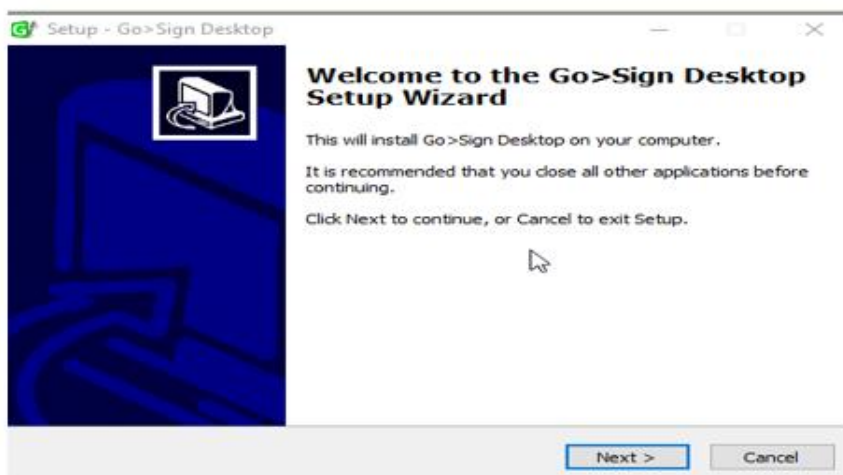 Setup - Go>Sign Desktop
Welcome to the Go>Sign Desktop
Setup Wizard
This will install Go>Sign Desktop on your computer.
It is recommended that you close all other applications before
continuing.
Click Next to continue, or Cancel to exit Setup.
Next >
Cancel